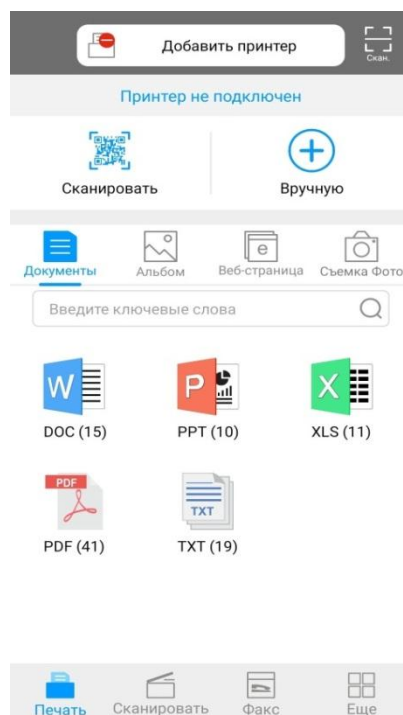 Добавить принтер
Скан.
Принтер не подключен
Сканировать
Вручную
Документы
Альбом
Веб-страница
Съемка Фото
Введите ключевые слова
W
P
X
DOC (15)
PPT (10)
XLS (11)
PDF
TXT
PDF (41)
TXT (19)
Печать
Сканировать
Факс
Еще